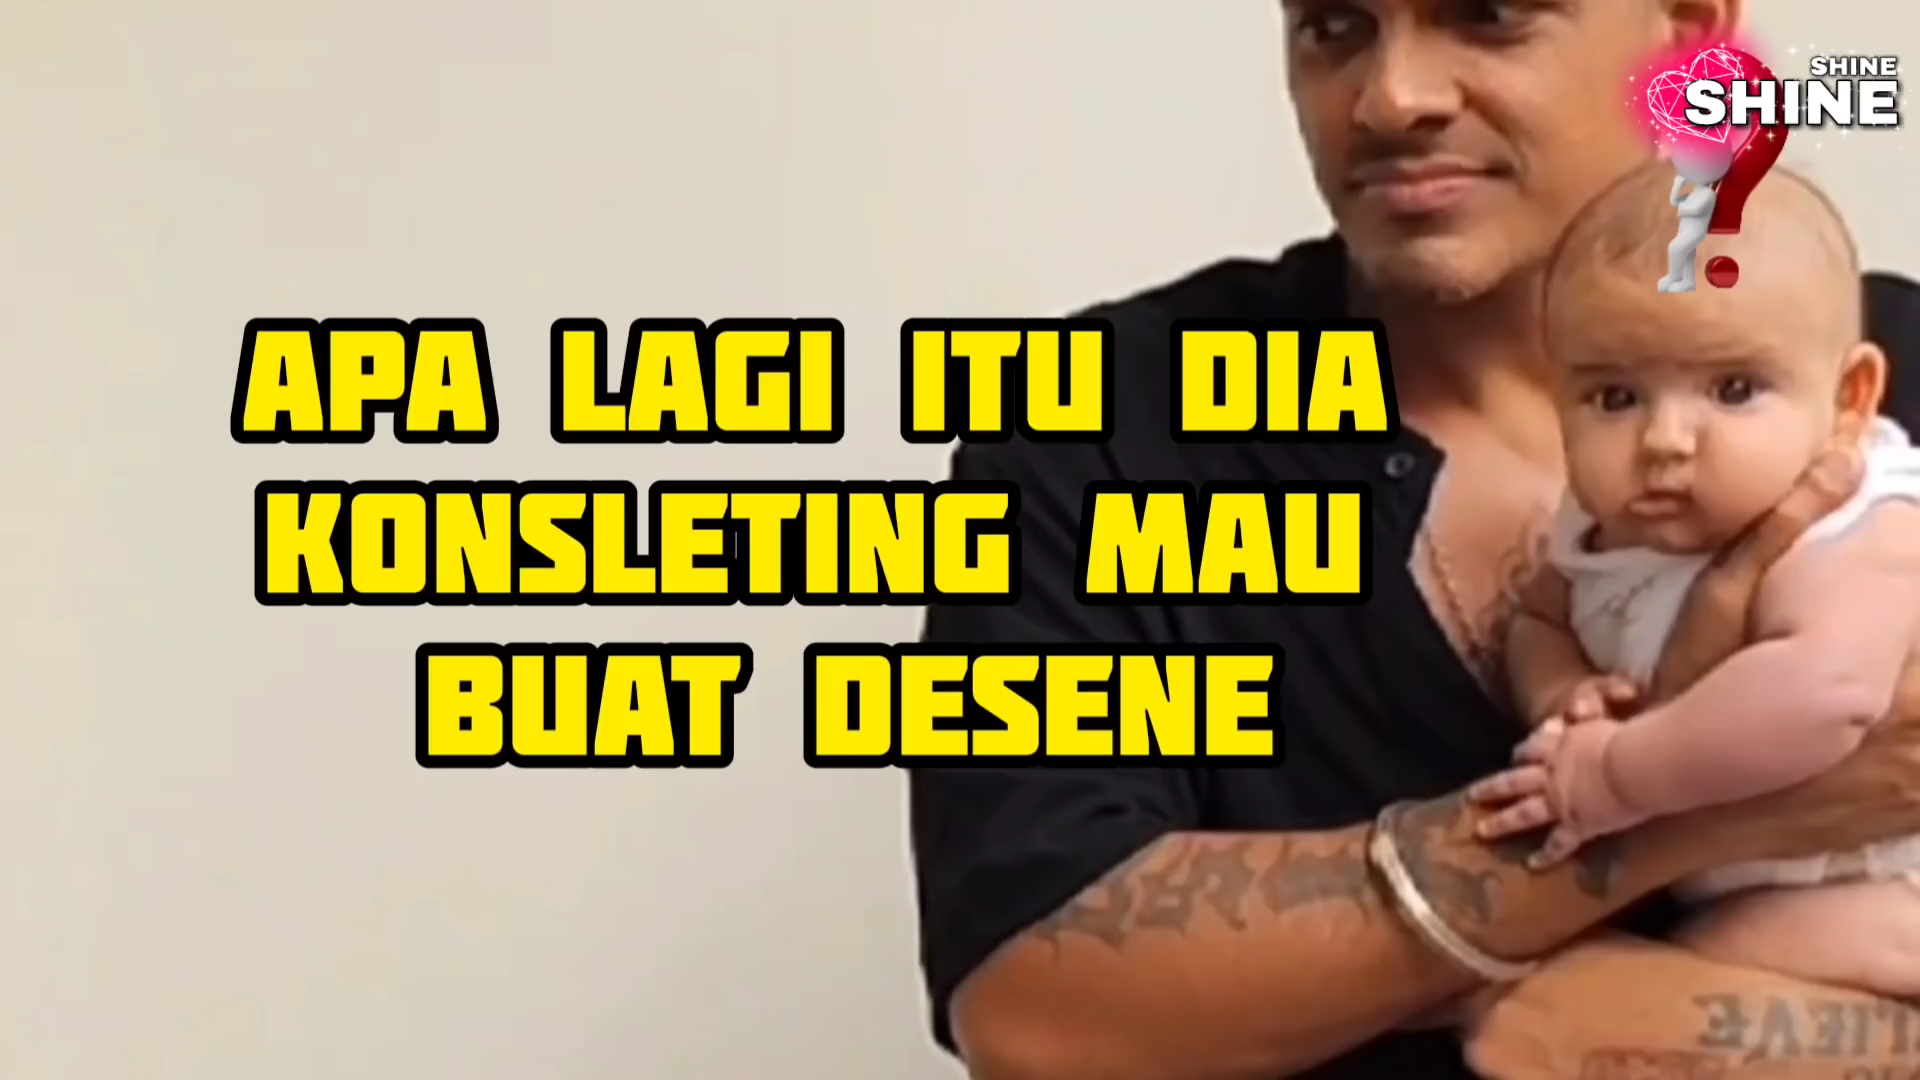 SHINE
SHINE
APA LAGI ITU DIA
KONSLETING MAU
BUAT DESENE